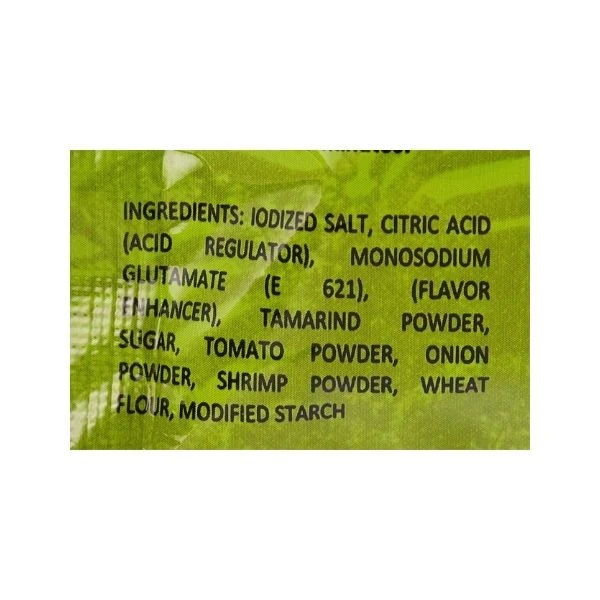 INGREDIENTS: IODIZED SALT, CITRIC ACID
(ACID REGULATOR), MONOSODIUM
GLUTAMATE (E 621), (FLAVOR
ENHANCER), TAMARIND POWDER,
SUGAR, TOMATO POWDER, ONION
POWDER, SHRIMP POWDER, WHEAT
FLOUR, MODIFIED STARCH